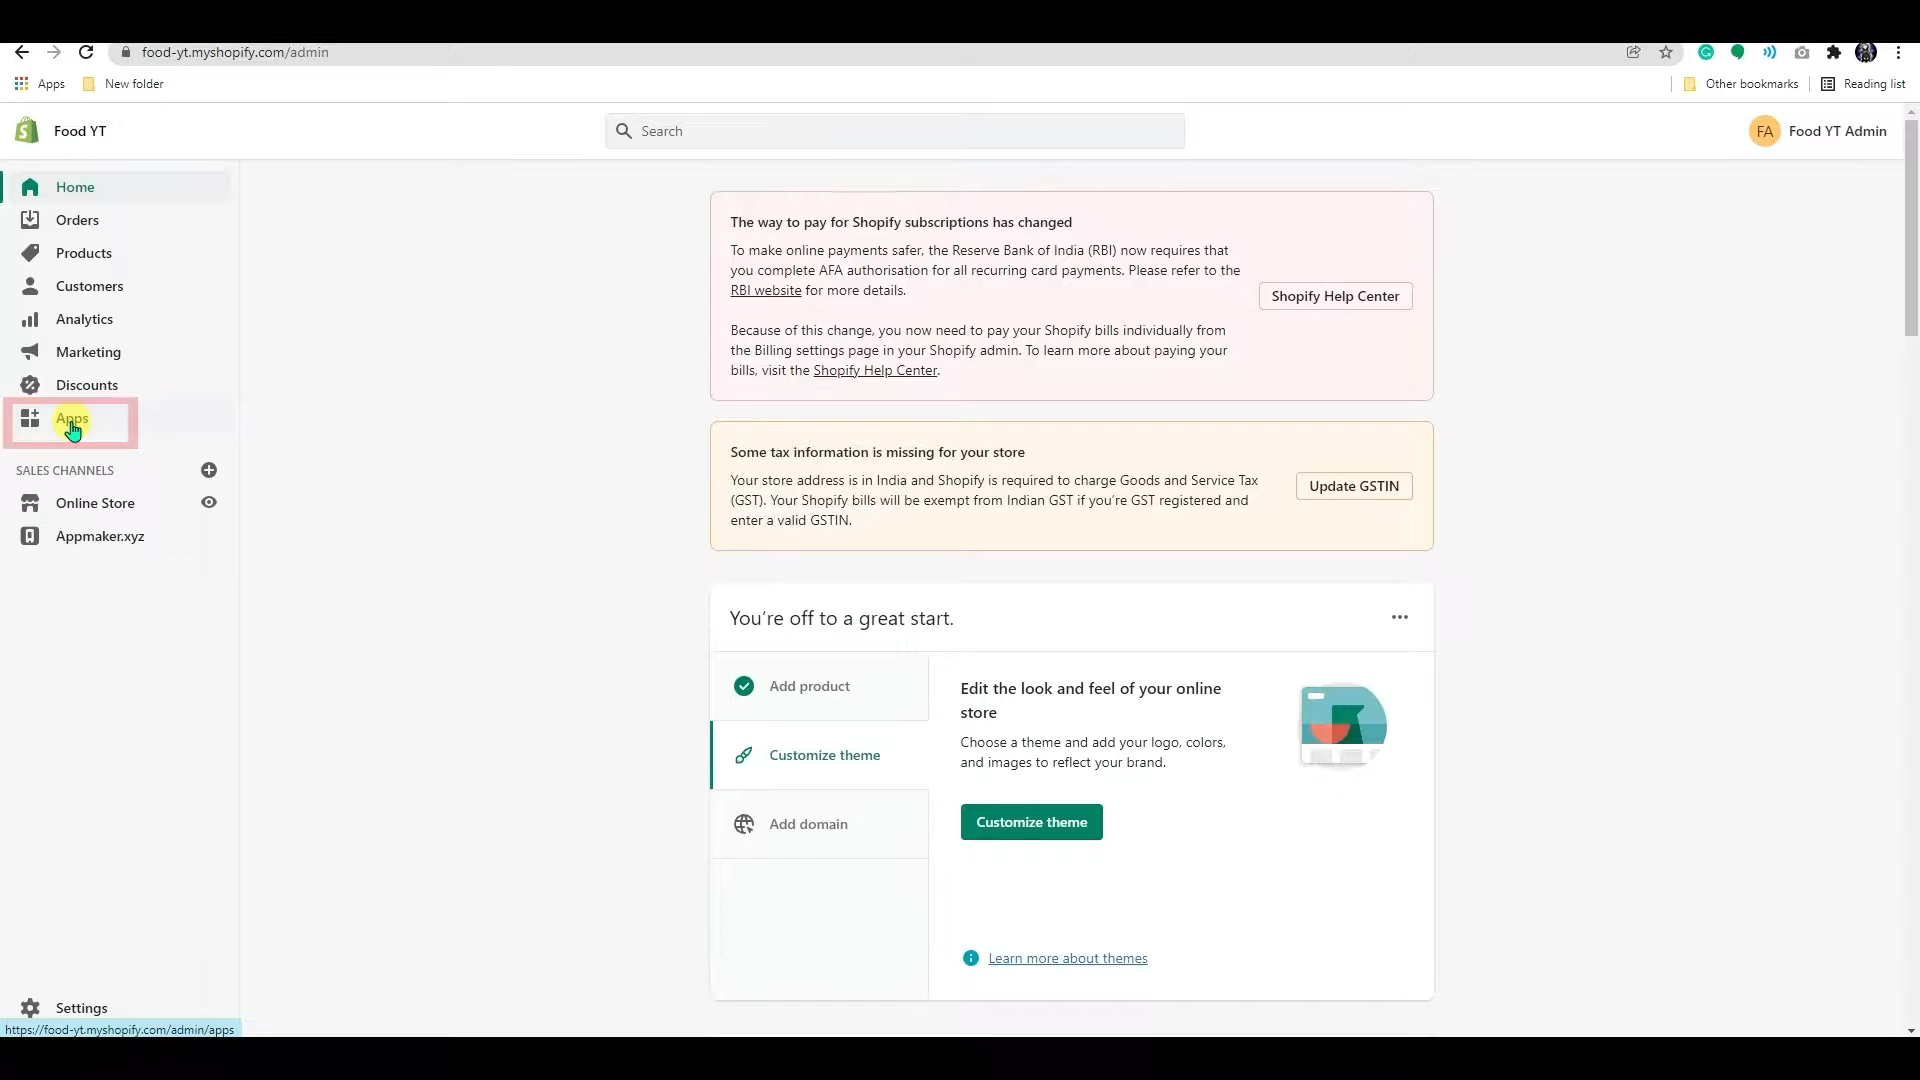 food-yt.myshopify.com/admin
Apps
New folder
Other bookmarks
Reading list
Food YT
Search
FA
Food YT Admin
Home
Orders
Products
Customers
Analytics
Marketing
Discounts
Apps
SALES CHANNELS
Online Store
Appmaker.xyz
Settings
https://food-yt.myshopify.com/admin/apps
The way to pay for Shopify subscriptions has changed
To make online payments safer, the Reserve Bank of India (RBI) now requires that
you complete AFA authorisation for all recurring card payments. Please refer to the
RBI website for more details.
Because of this change, you now need to pay your Shopify bills individually from
the Billing settings page in your Shopify admin. To learn more about paying your
bills, visit the Shopify Help Center.
Shopify Help Center
Some tax information is missing for your store
Your store address is in India and Shopify is required to charge Goods and Service Tax
(GST). Your Shopify bills will be exempt from Indian GST if you're GST registered and
enter a valid GSTIN.
Update GSTIN
You're off to a great start.
Add product
Customize theme
Add domain
Edit the look and feel of your online
store
Choose a theme and add your logo, colors,
and images to reflect your brand.
Customize theme
Learn more about themes